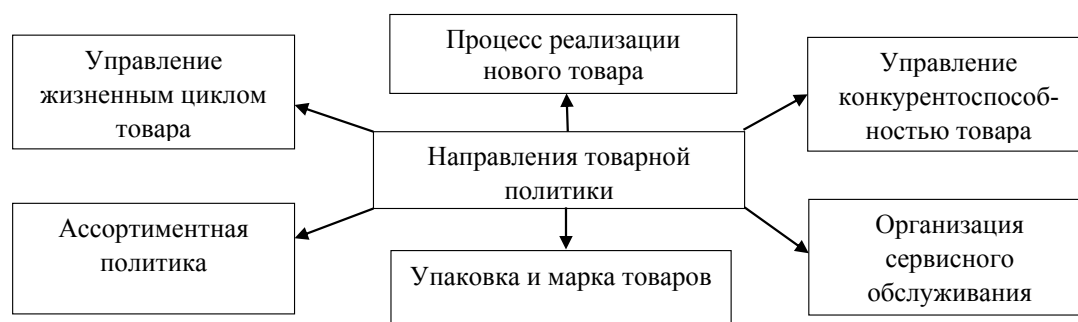 Процесс реализации
нового товара
Управление
жизненным циклом
товара
Управление
конкурентоспособ-
ностью товара
Направления товарной
политики
Ассортиментная
политика
Упаковка и марка товаров
Организация
сервисного
обслуживания